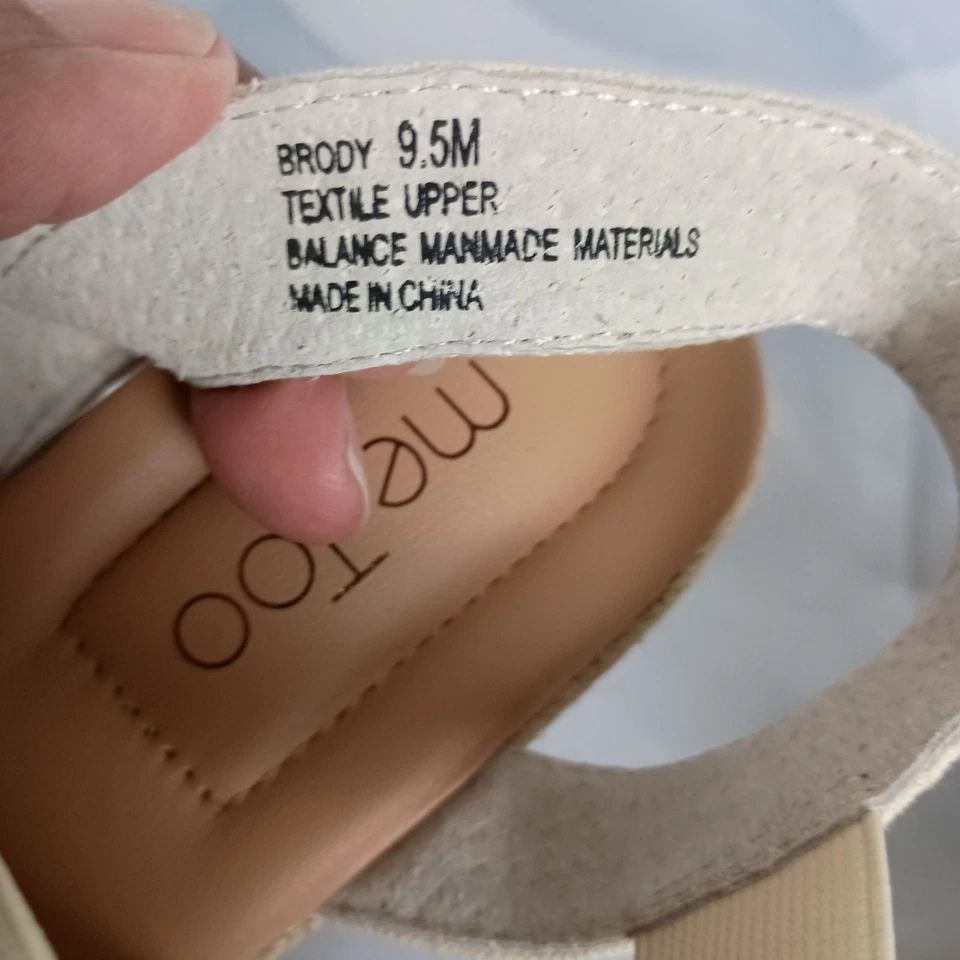 BRODY 9.5M
TEXTILE UPPER
BALANCE MANMADE MATERIALS
MADE IN CHINA
me
Too